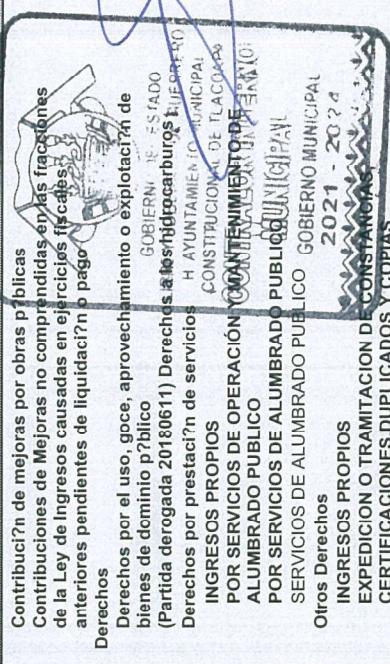 Contribuci?n de mejoras por obras p?blicas
Contribuciones de Mejoras no comprendidas en las fracciones
de la Ley de Ingresos causadas en ejercicios fiscales
anteriores pendientes de liquidaci?n o pago
Derechos
Derechos por el uso, goce, aprovechamiento o explotaci?n de
bienes de dominio p?blico
(Partida derogada 20180611) Derechos a los hidrocarburos
Derechos por prestaci?n de servicios
INGRESOS PROPIOS
POR SERVICIOS DE OPERACIÓN Y MANTENIMIENTO DE
ALUMBRADO PUBLICO
POR SERVICIOS DE ALUMBRADO PUBLICO
SERVICIOS DE ALUMBRADO PUBLICO
Otros Derechos
INGRESOS PROPIOS
EXPEDICION O TRAMITACION DE CONSTANCIAS,
CERTIFICACIONES, DUPLICADOS Y COPIAS
GOBIERNO DE ESTADO
GUERRERO
H AYUNTAMIENTO MUNICIPAL
CONSTITUCIONAL DE
MUNICIPAL
GOBIERNO MUNICIPAL
2021 - 2024